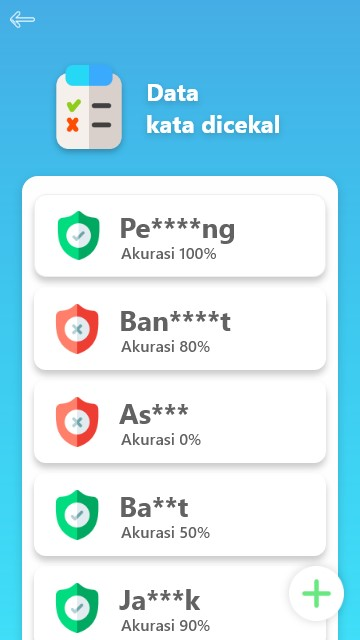 Data
kata dicekal
Pe****ng
Akurasi 100%
Ban****t
Akurasi 80%
As***
Akurasi 0%
Ba**t
Akurasi 50%
Ja***k
Akurasi 90%